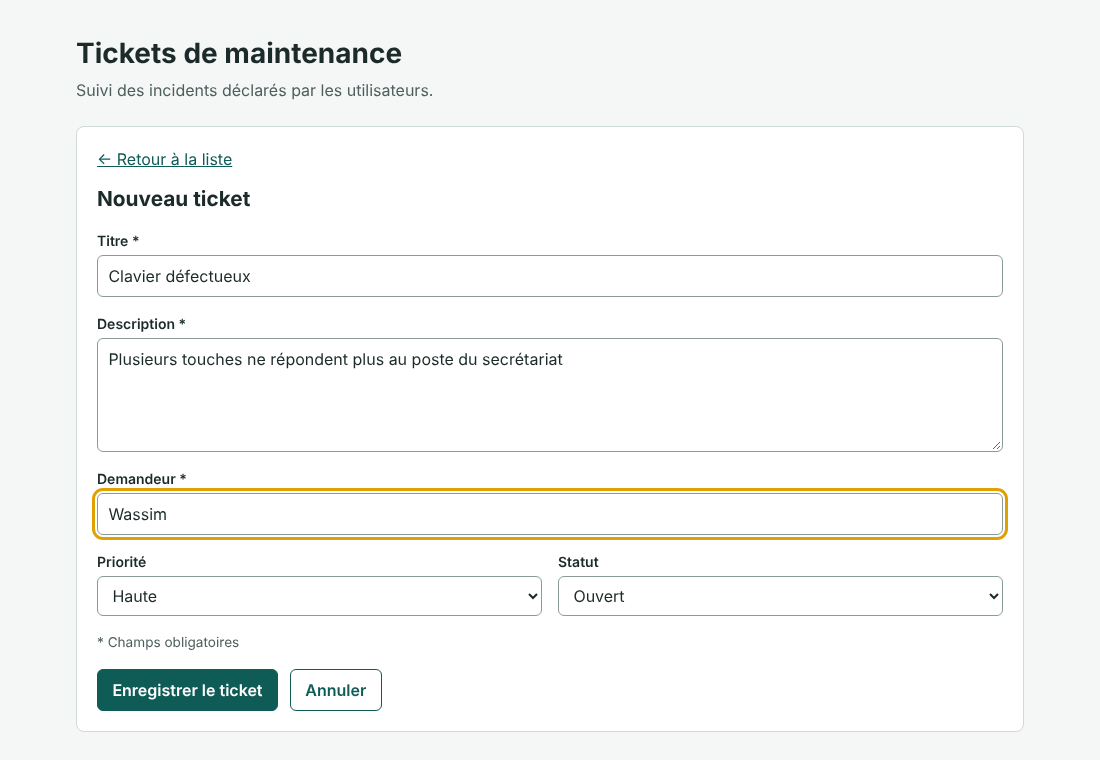 Tickets de maintenance
Suivi des incidents déclarés par les utilisateurs.
← Retour à la liste
Nouveau ticket
Titre *
Clavier défectueux
Description *
Plusieurs touches ne répondent plus au poste du secrétariat
Demandeur *
Wassim
Priorité
Statut
Haute
Ouvert
* Champs obligatoires
Enregistrer le ticket
Annuler